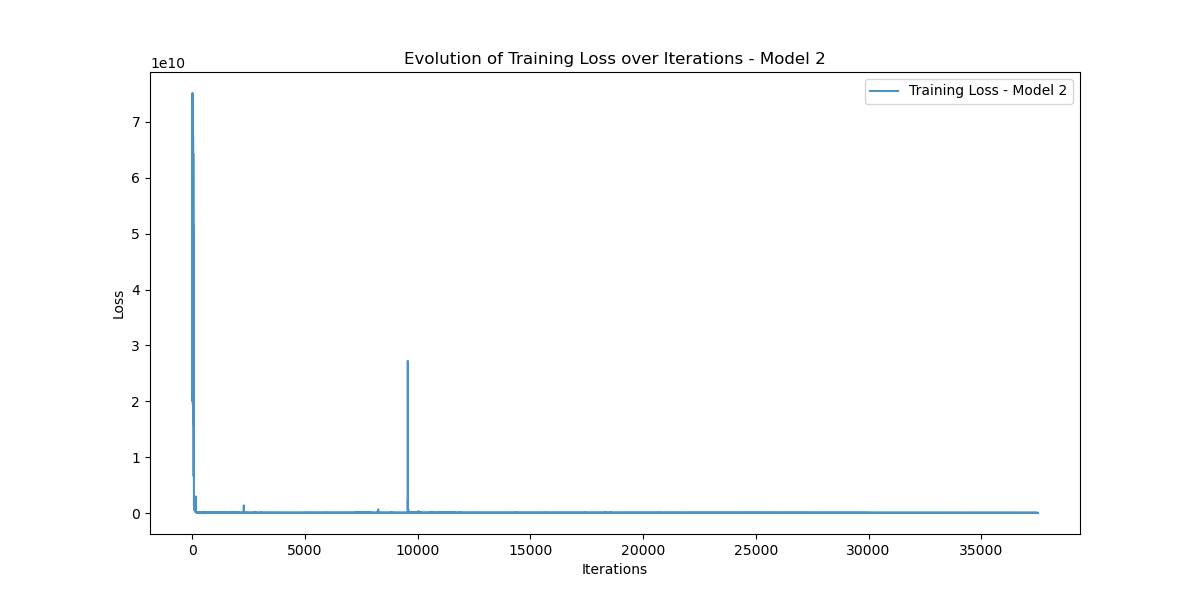 Evolution of Training Loss over Iterations - Model 2
1e10
Training Loss - Model 2
7
6
5
4
3
2
1
0
Loss
0 5000 10000 15000 20000 25000 30000 35000
Iterations